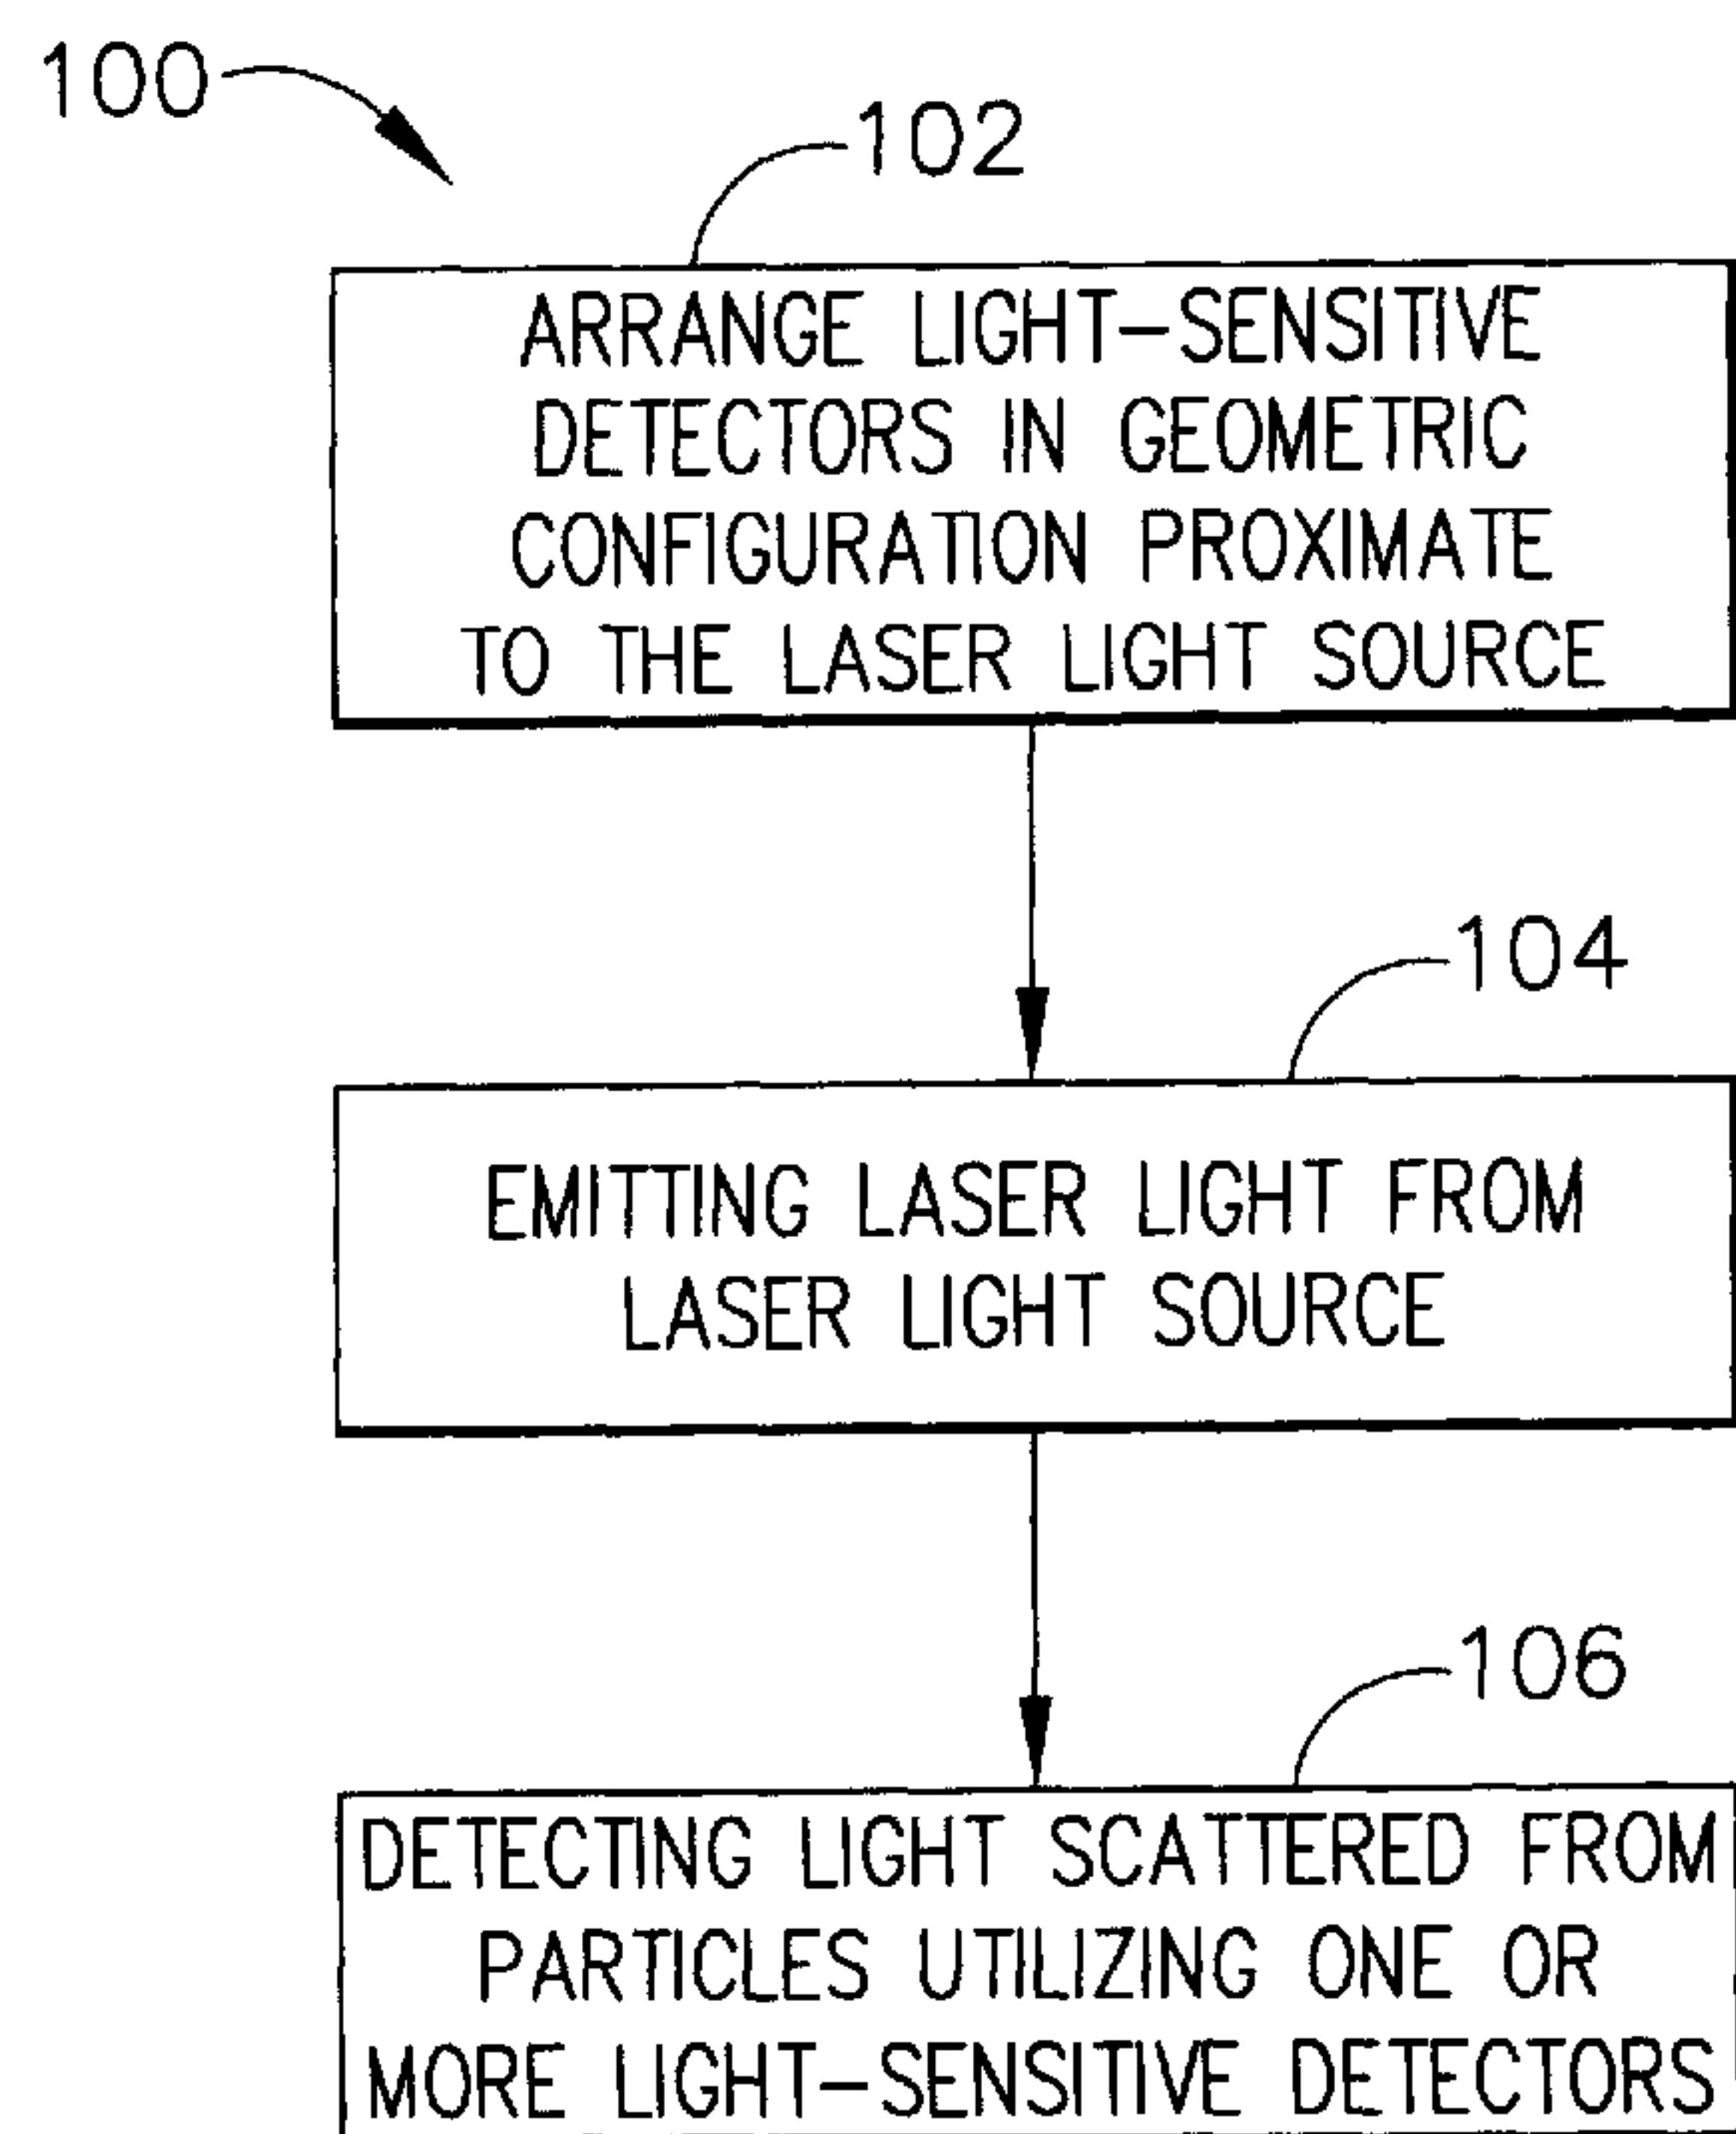 100
102
ARRANGE LIGHT-SENSITIVE
DETECTORS IN GEOMETRIC
CONFIGURATION PROXIMATE
TO THE LASER LIGHT SOURCE
104
EMITTING LASER LIGHT FROM
LASER LIGHT SOURCE
106
DETECTING LIGHT SCATTERED FROM
PARTICLES UTILIZING ONE OR
MORE LIGHT-SENSITIVE DETECTORS